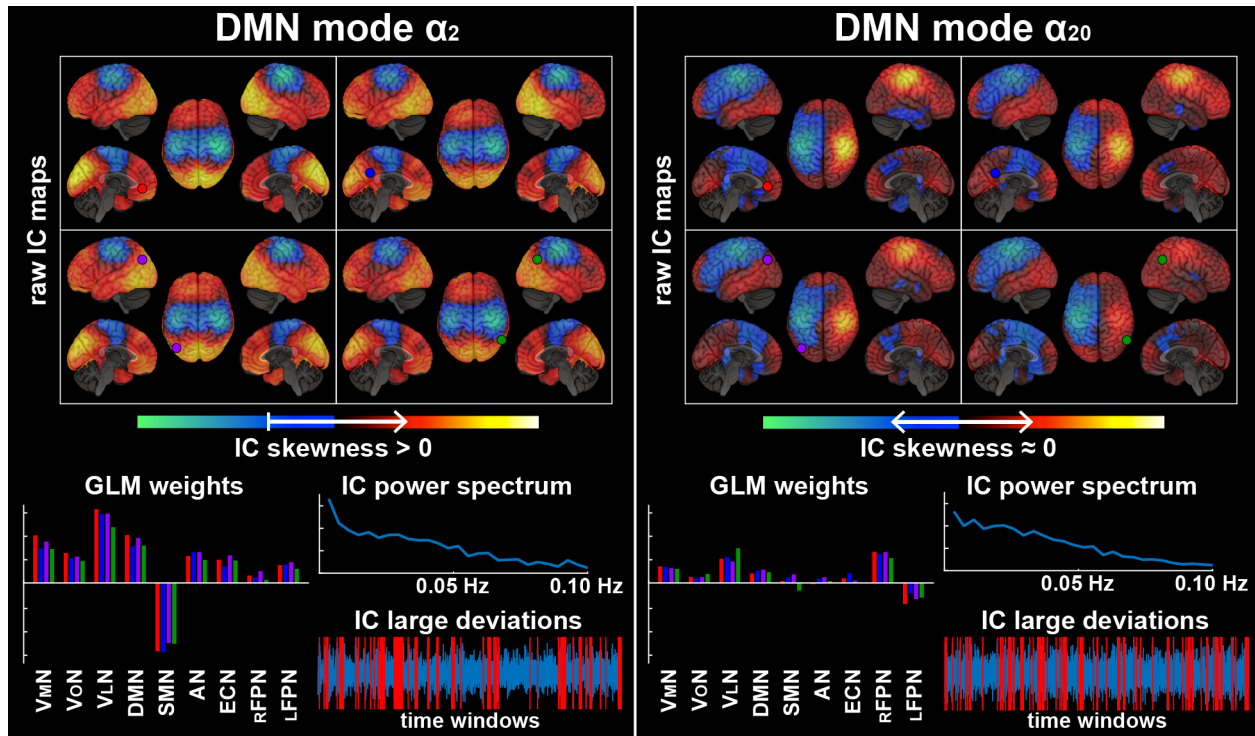 DMN mode α2
raw IC maps
IC skewness > 0
GLM weights
IC power spectrum
0.05 Hz
0.10 Hz
IC large deviations
VMN
VON
VLN
DMN
SMN
AN
ECN
RFPN
LFPN
time windows
DMN mode α20
raw IC maps
IC skewness ≈ 0
GLM weights
IC power spectrum
0.05 Hz
0.10 Hz
IC large deviations
VMN
VON
VLN
DMN
SMN
AN
ECN
RFPN
LFPN
time windows